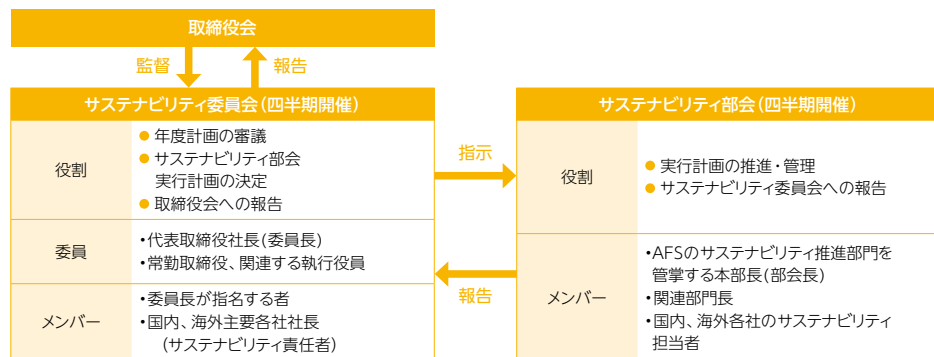 取締役会
監督
報告
サステナビリティ委員会(四半期開催)
役割
● 年度計画の審議
● サステナビリティ部会
実行計画の決定
● 取締役会への報告
委員
・代表取締役社長(委員長)
・常勤取締役、関連する執行役員
メンバー
・委員長が指名する者
・国内、海外主要各社社長
(サステナビリティ責任者)
指示
報告
サステナビリティ部会(四半期開催)
役割
● 実行計画の推進・管理
● サステナビリティ委員会への報告
メンバー
・AFSのサステナビリティ推進部門を
管掌する本部長(部会長)
・関連部門長
・国内、海外各社のサステナビリティ
担当者